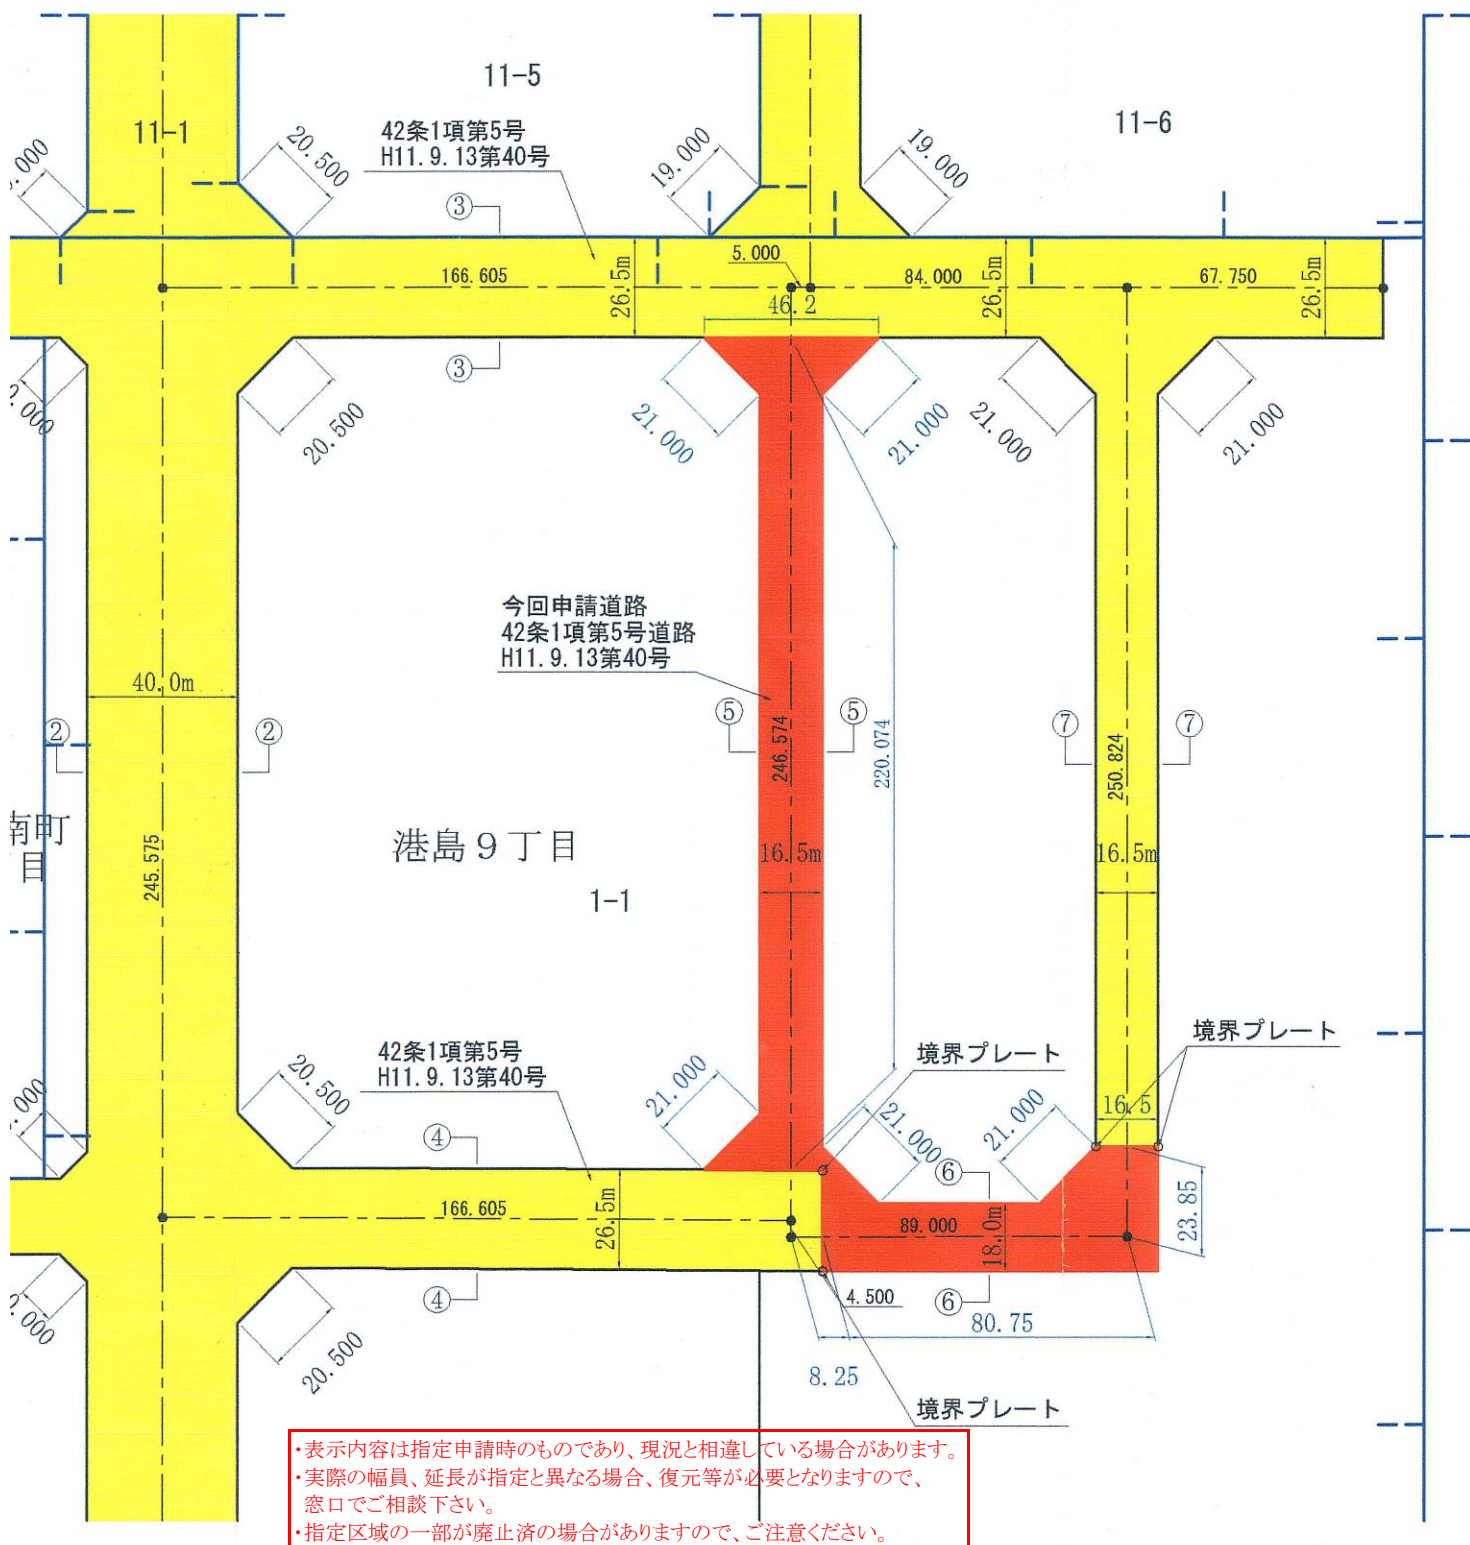 11-5
11-6
11-1
42条1項第5号
H11.9.13第40号
20.500
19.000
19.000
.000
③
5.000
166.605
84.000
67.750
26.5m
26.5m
26.5m
46.2
③
20.500
21.000
21.000
21.000
21.000
.000
今回申請道路
42条1項第5号道路
H11.9.13第40号
40.0m
②
②
⑤
⑤
⑦
⑦
246.574
220.074
250.824
南町
目
港島9丁目
245.575
16.5m
16.5m
1-1
42条1項第5号
H11.9.13第40号
20.500
21.000
境界プレート
境界プレート
.000
21.000
21.000
16.5
④
⑥
166.605
26.5m
89.000
18.0m
23.85
④
4.500
⑥
80.75
.000
20.500
8.25
境界プレート
・表示内容は指定申請時のものであり、現況と相違している場合があります。
・実際の幅員、延長が指定と異なる場合、復元等が必要となりますので、
窓口でご相談下さい。
・指定区域の一部が廃止済の場合がありますので、ご注意ください。